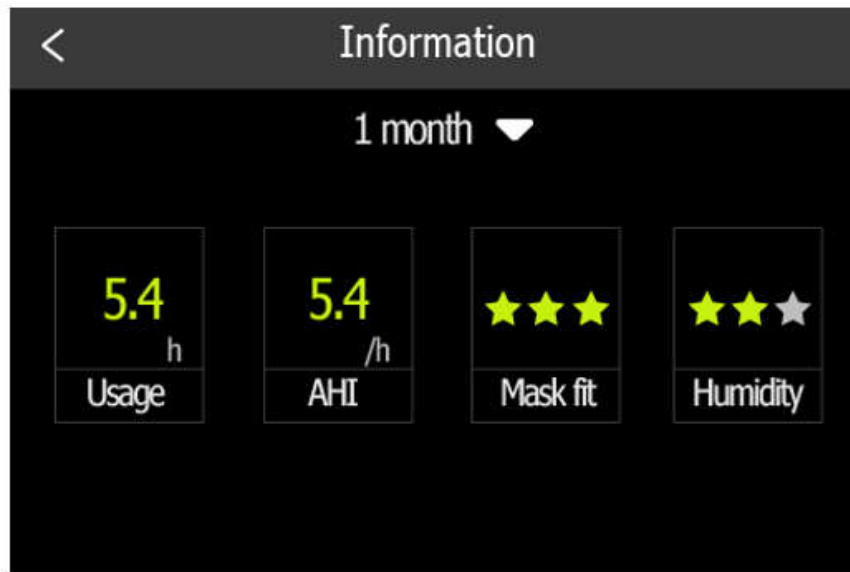 Information
1 month
5.4 h
5.4 /h
Usage
AHI
Mask fit
Humidity